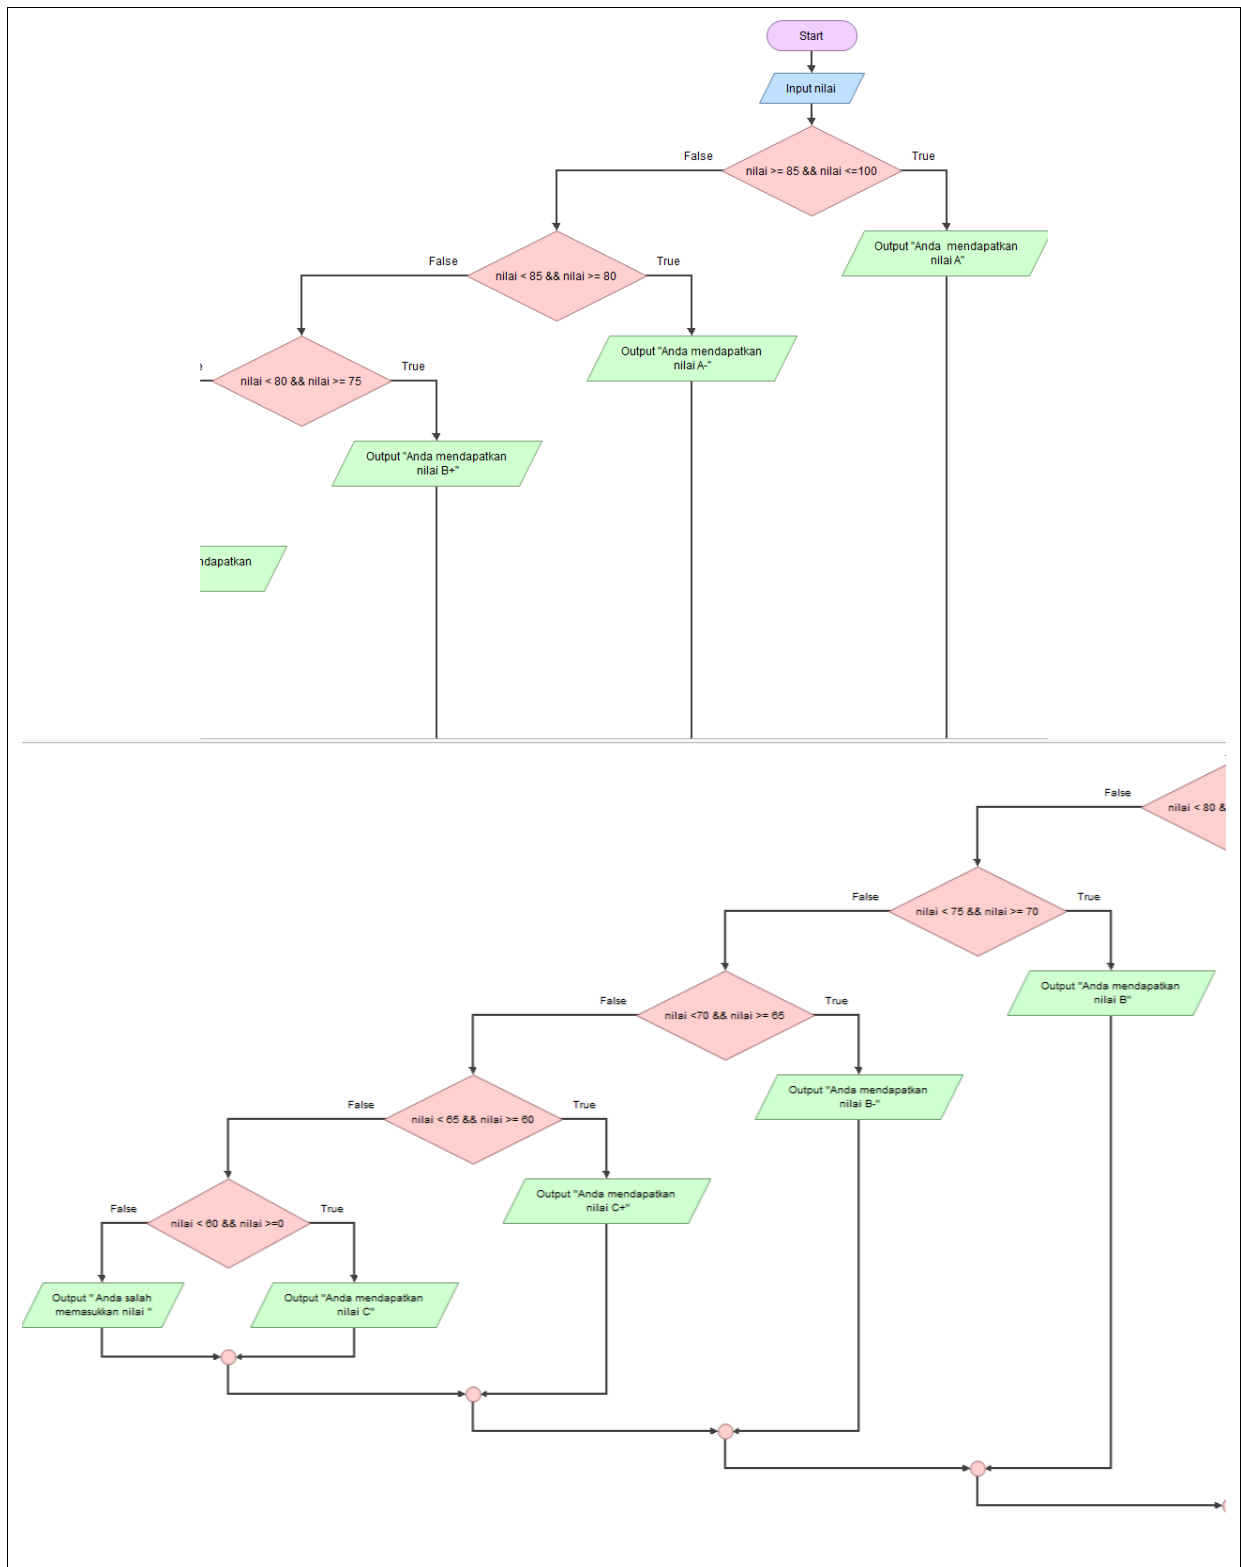 Start
Input nilai
False
True
nilai >= 85 && nilai <=100
Output "Anda  mendapatkan
nilai A"
False
True
nilai < 85 && nilai >= 80
Output "Anda mendapatkan
nilai A-"
True
nilai < 80 && nilai >= 75
Output "Anda mendapatkan
nilai B+"
ndapatkan
False
nilai < 80 &
False
True
nilai < 75 && nilai >= 70
Output "Anda mendapatkan
nilai B"
False
True
nilai <70 && nilai >= 65
Output "Anda mendapatkan
nilai B-"
False
True
nilai < 65 && nilai >= 60
Output "Anda mendapatkan
nilai C+"
False
True
nilai < 60 && nilai >=0
Output " Anda salah
memasukkan nilai "
Output "Anda mendapatkan
nilai C"